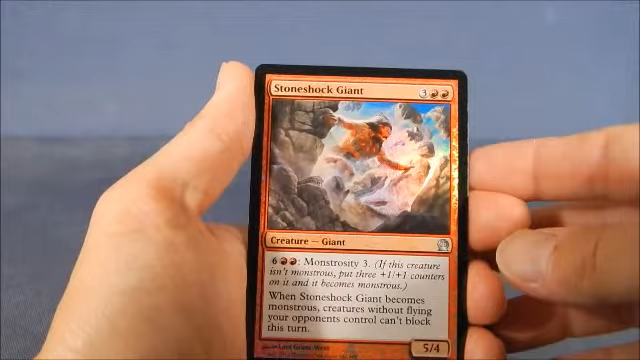 Stoneshock Giant 3
Creature — Giant
6 : Monstrosity 3. (If this creature
isn't monstrous, put three +1/+1 counters
on it and it becomes monstrous.)
When Stoneshock Giant becomes
monstrous, creatures without flying
your opponents control can't block
this turn.
5/4